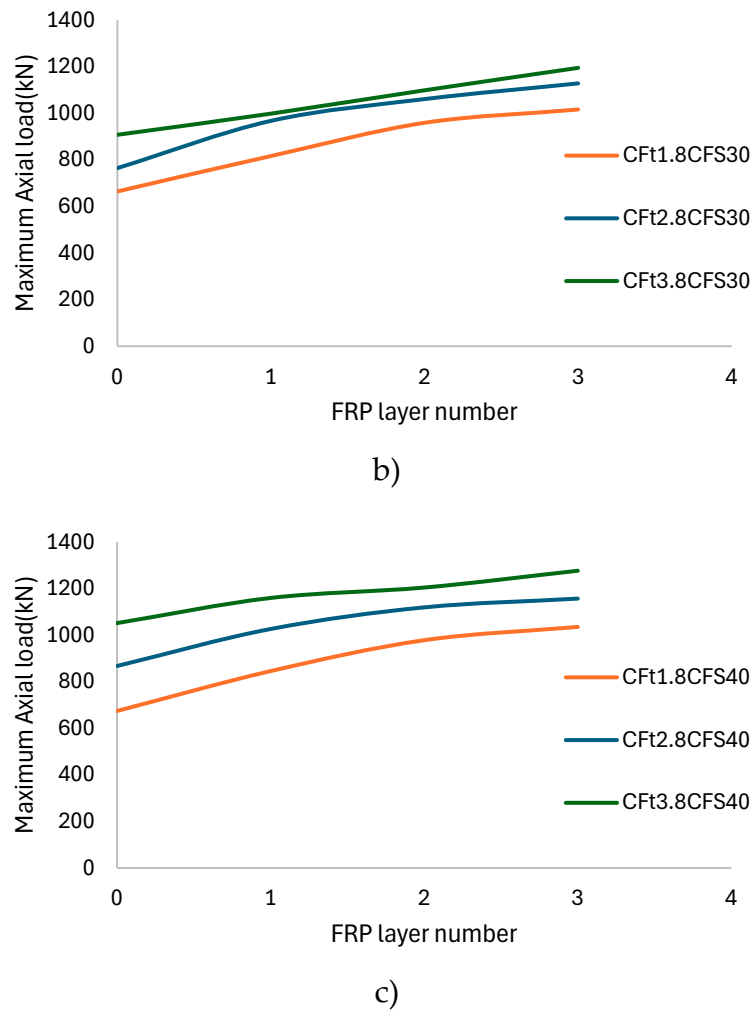 1400
1200
1000
800
600
400
200
0
Maximum Axial load(kN)
CFt1.8CFS30
CFt2.8CFS30
CFt3.8CFS30
0 1 2 3 4
FRP layer number
b)
1400
1200
1000
800
600
400
200
0
Maximum Axial load(kN)
CFt1.8CFS40
CFt2.8CFS40
CFt3.8CFS40
0 1 2 3 4
FRP layer number
c)